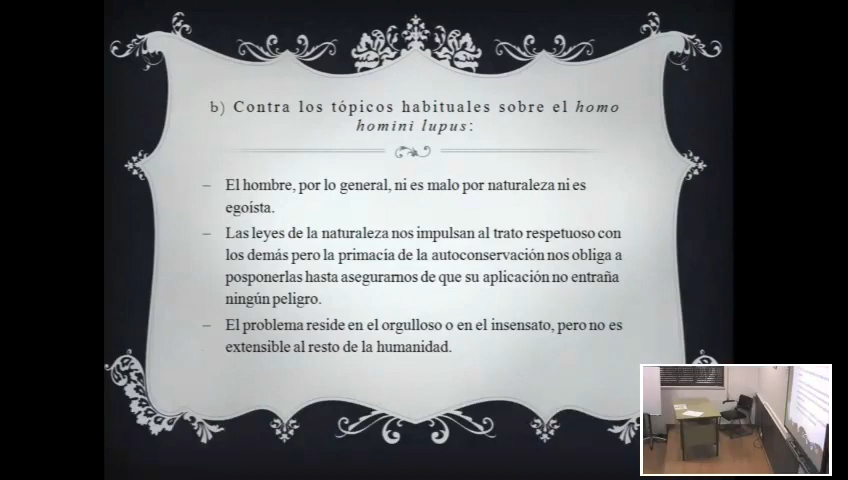 b) Contra los tópicos habituales sobre el homo
homini lupus:
– El hombre, por lo general, ni es malo por naturaleza ni es
egoísta.
– Las leyes de la naturaleza nos impulsan al trato respetuoso con
los demás pero la primacía de la autoconservación nos obliga a
posponerlas hasta asegurarnos de que su aplicación no entraña
ningún peligro.
– El problema reside en el orgulloso o en el insensato, pero no es
extensible al resto de la humanidad.